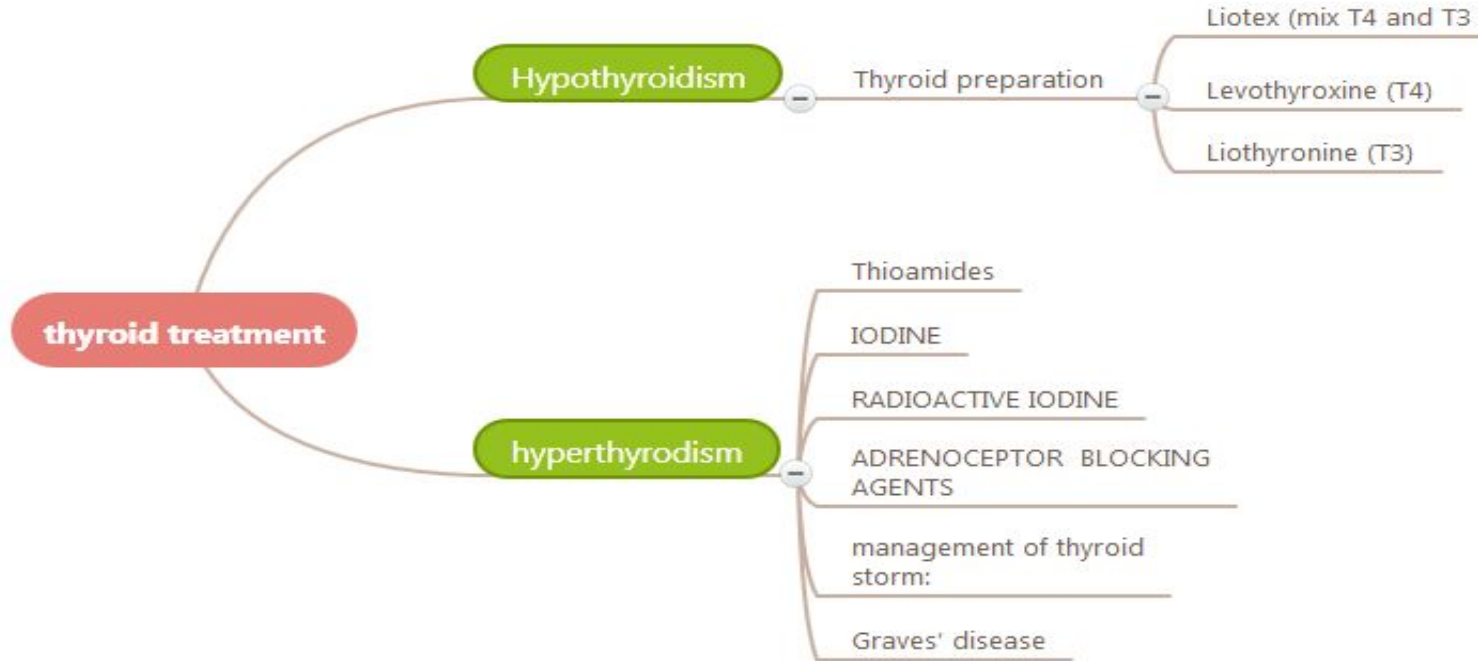 thyroid treatment
Hypothyroidism
Thyroid preparation
Liotex (mix T4 and T3
Levothyroxine (T4)
Liothyronine (T3)
hyperthyrodism
Thioamides
IODINE
RADIOACTIVE IODINE
ADRENOCEPTOR BLOCKING
AGENTS
management of thyroid
storm:
Graves' disease